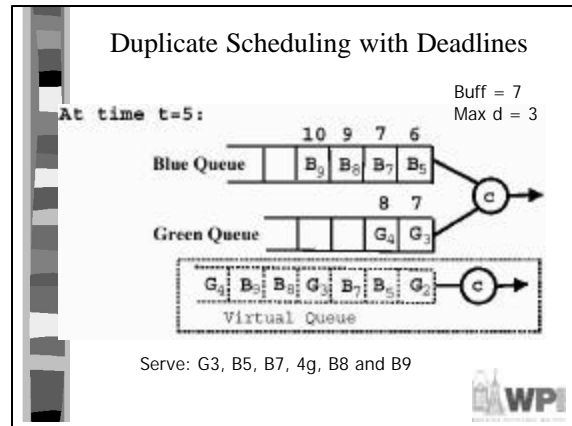 Duplicate Scheduling with Deadlines
Buff = 7
Max d = 3
At time t=5:
10 9 7 6
Blue Queue B9 B8 B7 B5
C
8 7
Green Queue G4 G3
G4 B9 B8 G3 B7 B5 G2 C
Virtual Queue
Serve: G3, B5, B7, 4g, B8 and B9
WPI